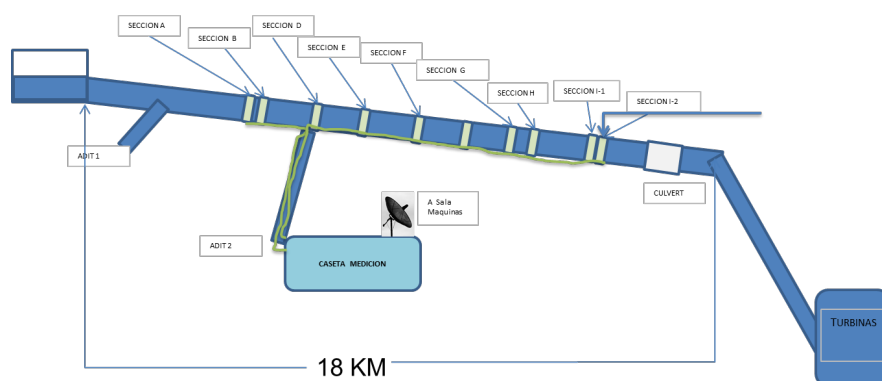 SECCION A
SECCION B
SECCION D
SECCION E
SECCION F
SECCION G
SECCION H
SECCION I-1
SECCION I-2
ADIT 1
CULVERT
A Sala
Maquinas
ADIT 2
CASETA MEDICION
TURBINAS
18 KM